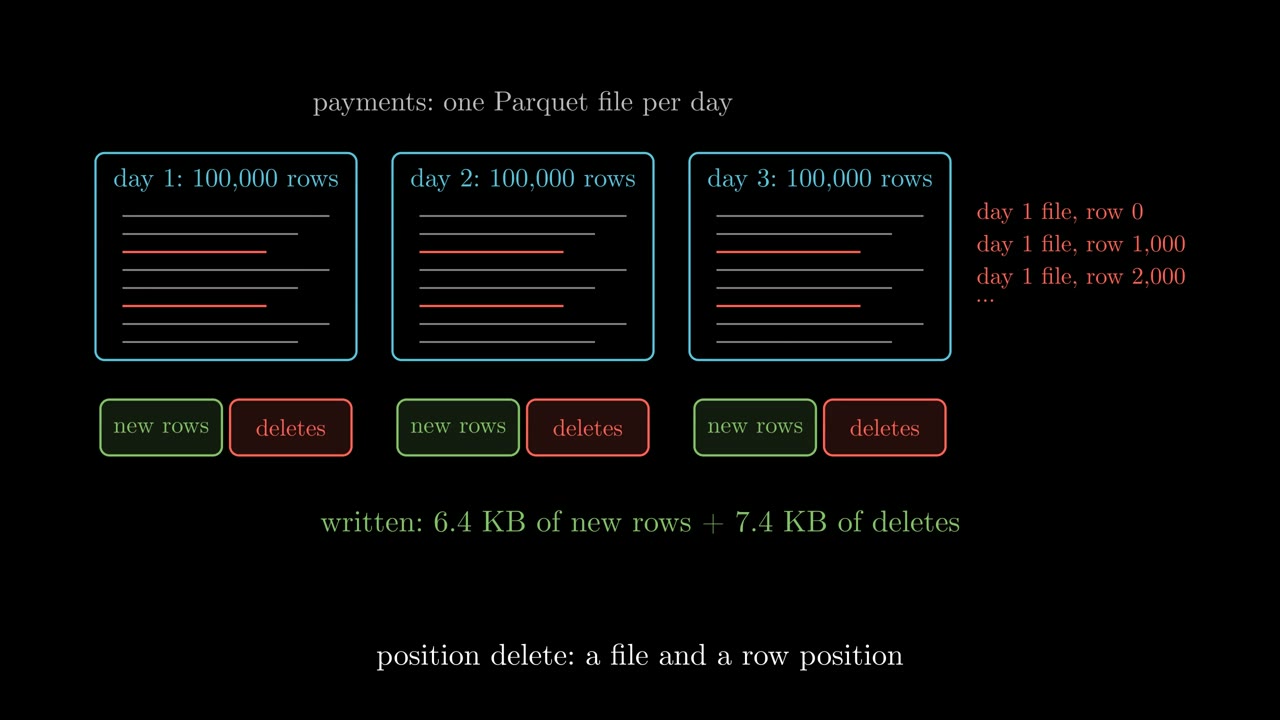 payments: one Parquet file per day
day 1: 100,000 rows
day 2: 100,000 rows
day 3: 100,000 rows
day 1 file, row 0
day 1 file, row 1,000
day 1 file, row 2,000
...
new rows
deletes
new rows
deletes
new rows
deletes
written: 6.4 KB of new rows + 7.4 KB of deletes
position delete: a file and a row position